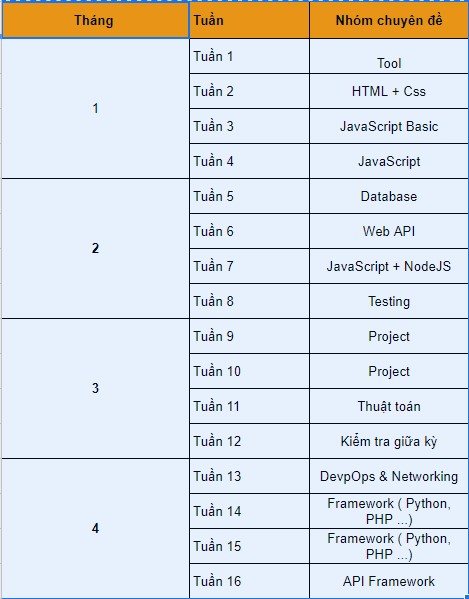 Tháng Tuần Nhóm chuyên đề
1
Tuần 1 Tool
Tuần 2 HTML + Css
Tuần 3 JavaScript Basic
Tuần 4 JavaScript
2
Tuần 5 Database
Tuần 6 Web API
Tuần 7 JavaScript + NodeJS
Tuần 8 Testing
3
Tuần 9 Project
Tuần 10 Project
Tuần 11 Thuật toán
Tuần 12 Kiểm tra giữa kỳ
4
Tuần 13 DevpOps & Networking
Tuần 14 Framework ( Python,
PHP ...)
Tuần 15 Framework ( Python,
PHP ...)
Tuần 16 API Framework